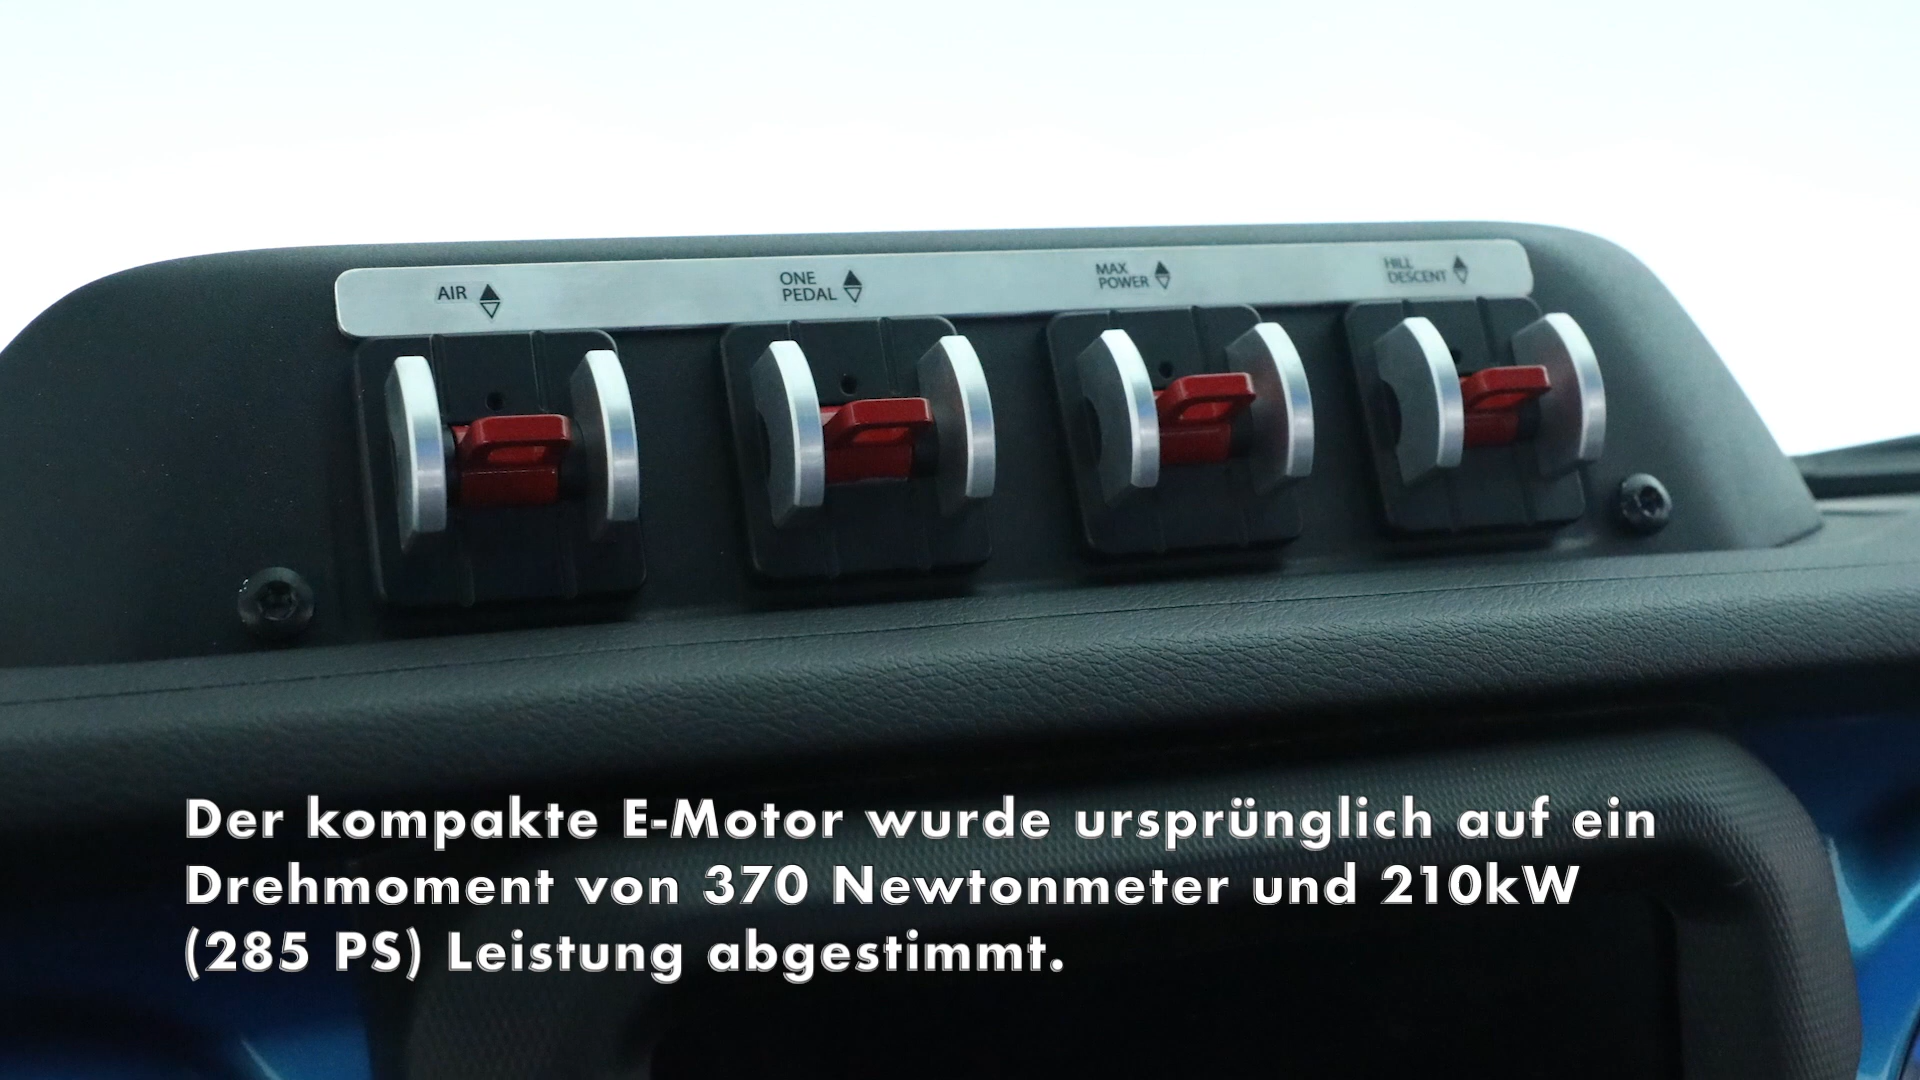 AIR
ONE
PEDAL
MAX
POWER
HILL
DESCENT
Der kompakte E-Motor wurde ursprünglich auf ein
Drehmoment von 370 Newtonmeter und 210kW
(285 PS) Leistung abgestimmt.